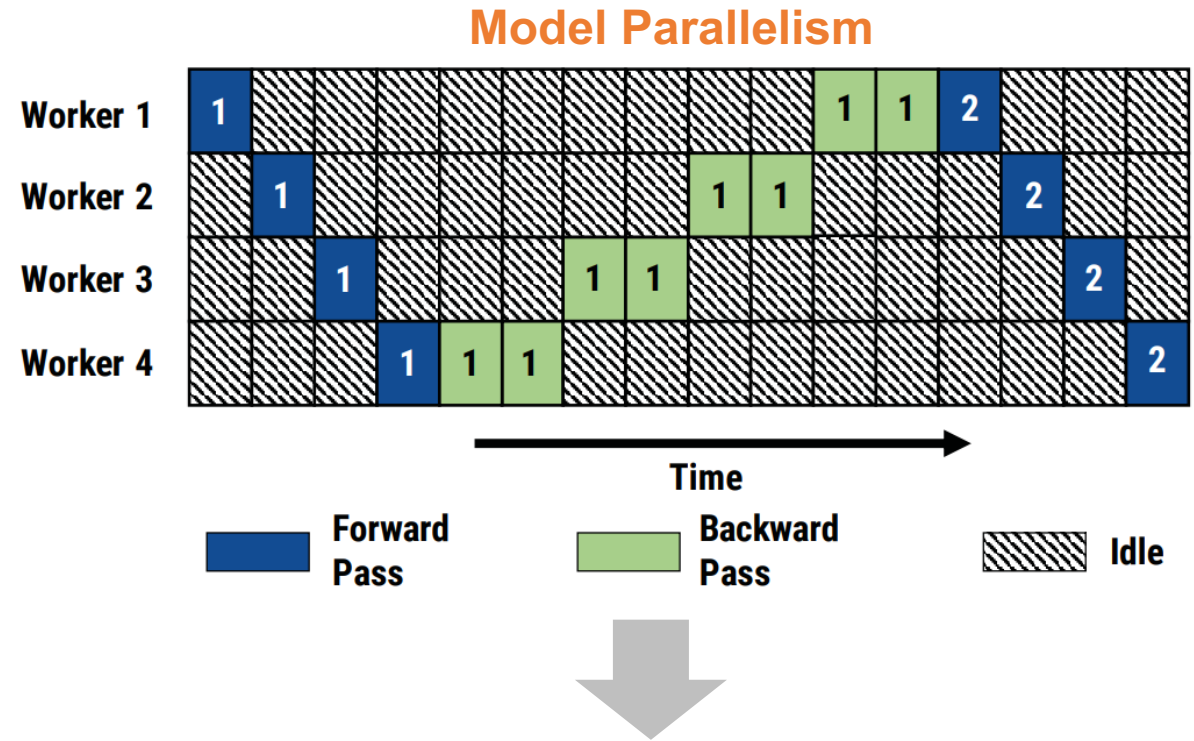 Model Parallelism
Worker 1 1 1 1 2
Worker 2 1 1 1 2
Worker 3 1 1 1 2
Worker 4 1 1 1 2
Time
Forward
Pass
Backward
Pass
Idle